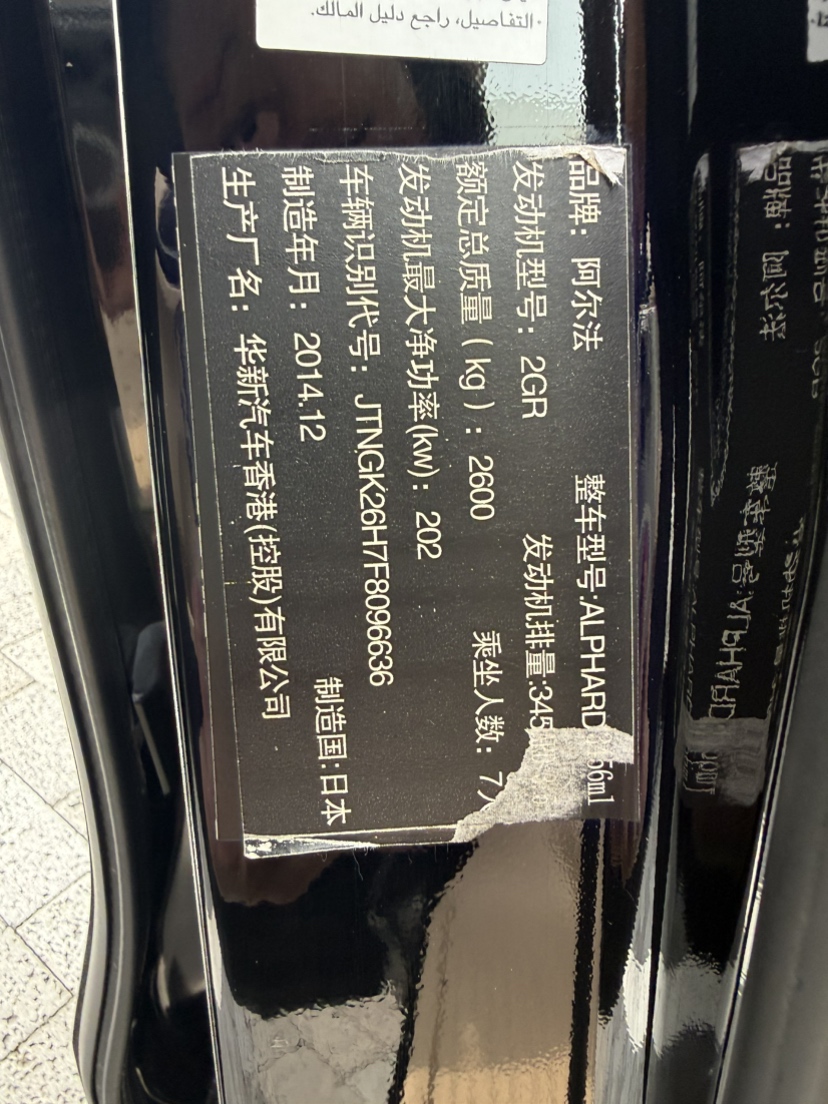 التفاصيل، راجع دليل المالك.
品牌: 阿尔法 整车型号:ALPHARD
发动机型号: 2GR 发动机排量:345 56ml
额定总质量(kg): 2600 乘坐人数: 7
发动机最大净功率(kw): 202
车辆识别代号: JTNGK26H7F8096636
制造年月: 2014.12 制造国:日本
生产厂名: 华新汽车香港(控股)有限公司